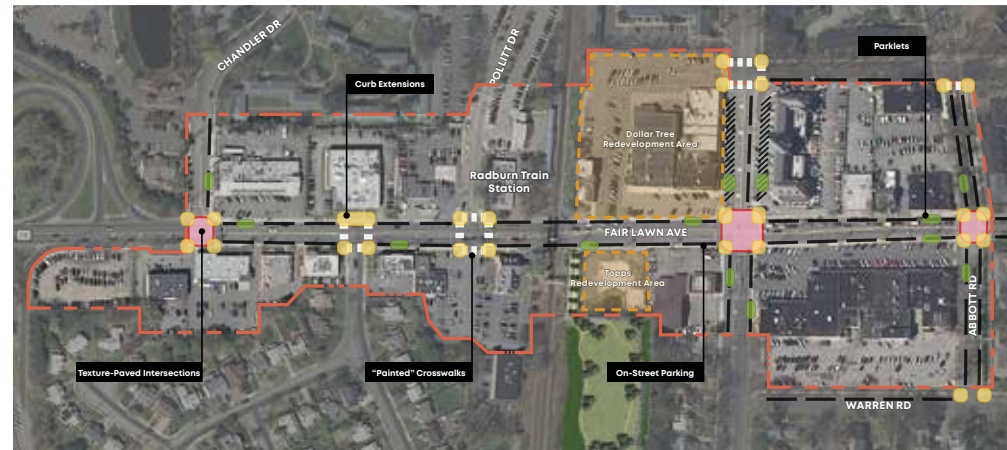 CHANDLER DR
POLLITT DR
Parklets
Curb Extensions
Dollar Tree
Redevelopment Area
Radburn Train
Station
FAIR LAWN AVE
Topps
Redevelopment Area
ABBOTT RD
Texture-Paved Intersections
“Painted” Crosswalks
On-Street Parking
WARREN RD